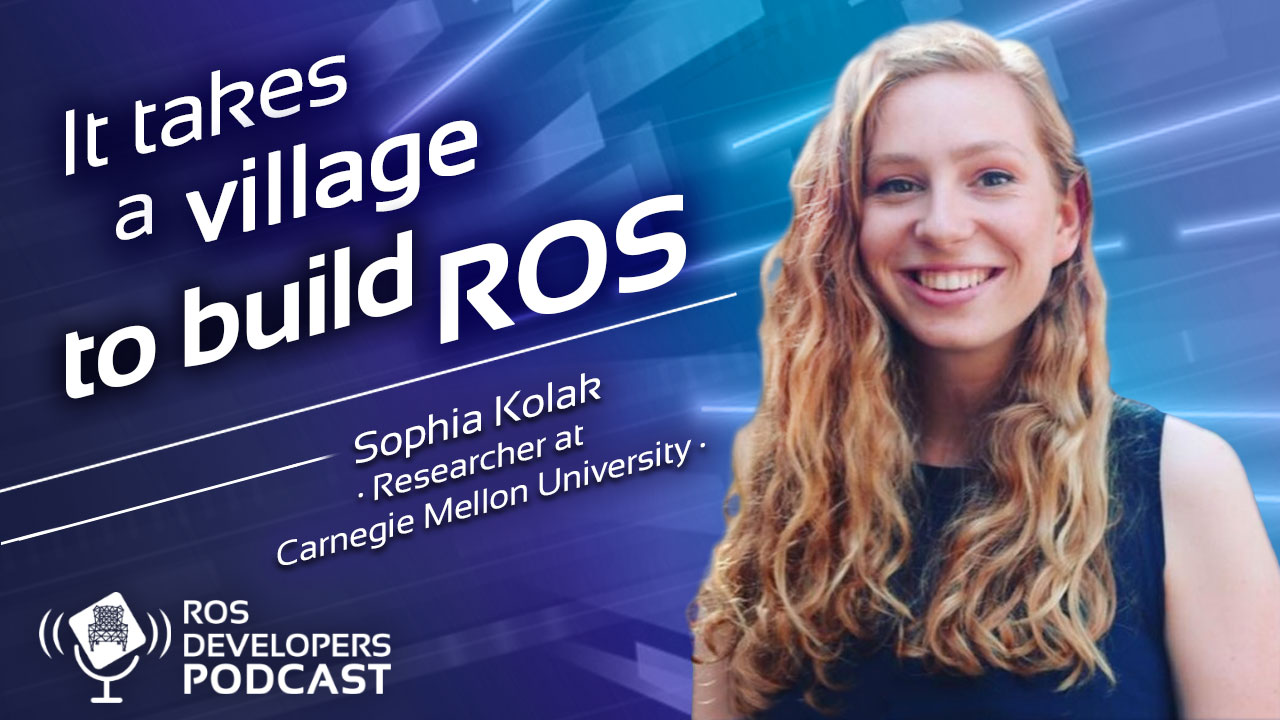 It takes
a village
to build ROS
Sophia Kolak
· Researcher at
Carnegie Mellon University ·
ROS
DEVELOPERS
PODCAST